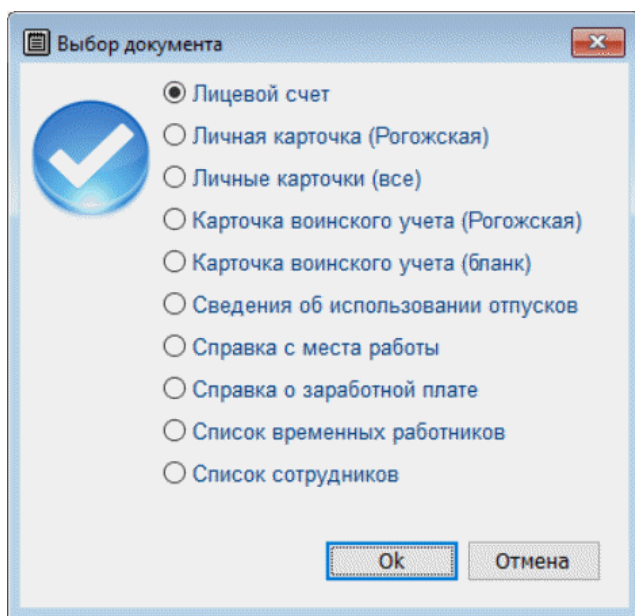 Выбор документа
Лицевой счет
Личная карточка (Рогожская)
Личные карточки (все)
Карточка воинского учета (Рогожская)
Карточка воинского учета (бланк)
Сведения об использовании отпусков
Справка с места работы
Справка о заработной плате
Список временных работников
Список сотрудников
Ok
Отмена